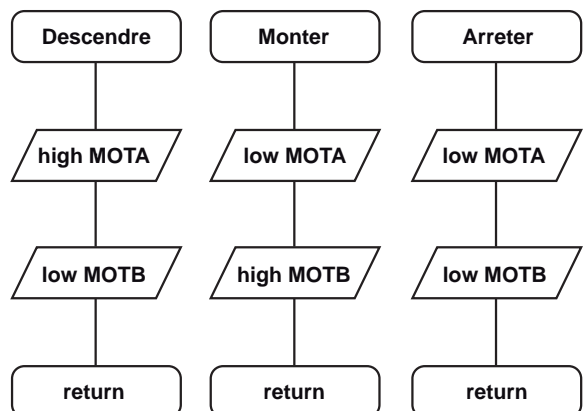 Descendre
high MOTA
low MOTB
return
Monter
low MOTA
high MOTB
return
Arreter
low MOTA
low MOTB
return